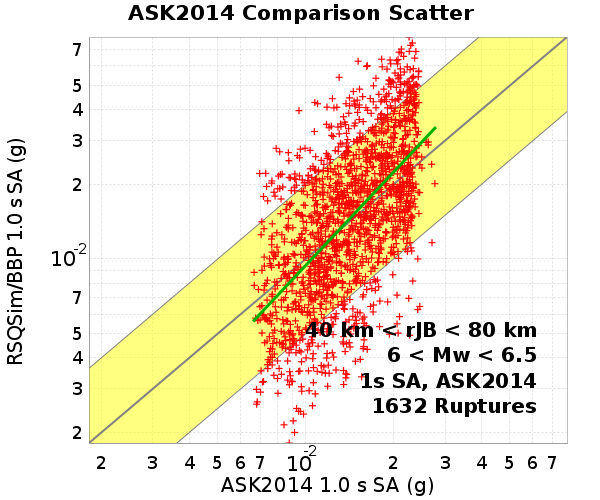 ASK2014 Comparison Scatter
RSQSim/BBP 1.0 s SA (g)
7
5
4
3
2
10-2
7
5
4
3
2
40 km < rJB < 80 km
6 < Mw < 6.5
1s SA, ASK2014
1632 Ruptures
2 3 4 5 6 7 10-2 2 3 4 5 6 7
ASK2014 1.0 s SA (g)